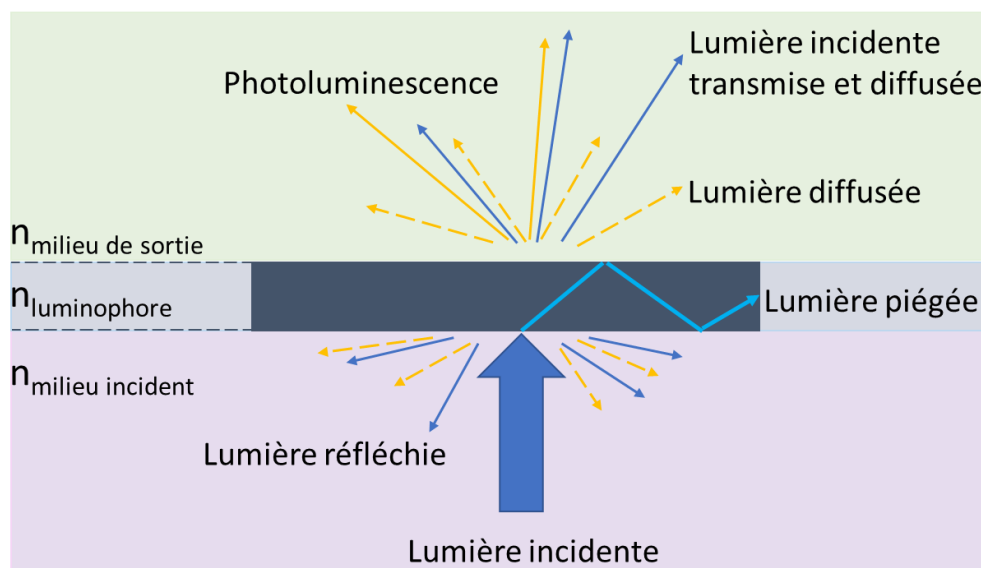 Lumière incidente
transmise et diffusée
Photoluminescence
Lumière diffusée
nmilieu de sortie
nluminophore
Lumière piégée
nmilieu incident
Lumière réfléchie
Lumière incidente